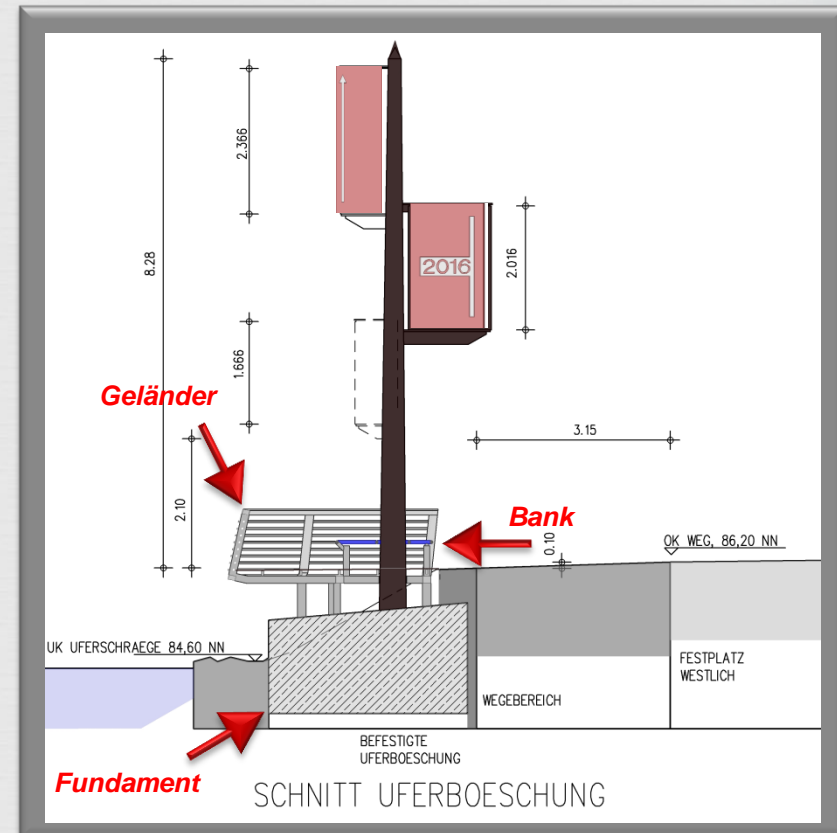 2.366
8.28
2016
2.016
1.666
Geländer
3.15
2.10
Bank
0.10
OK WEG, 86,20 NN
UK UFERSCHRAEGE 84,60 NN
FESTPLATZ
WESTLICH
WEGEBEREICH
BEFESTIGTE
UFERBOESCHUNG
Fundament
SCHNITT UFERBOESCHUNG